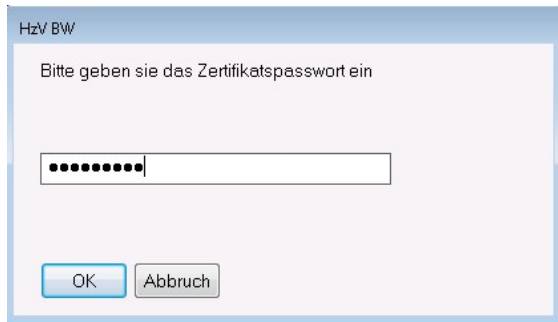 HzV BW
Bitte geben sie das Zertifikatspasswort ein
●●●●●●●●●
OK
Abbruch